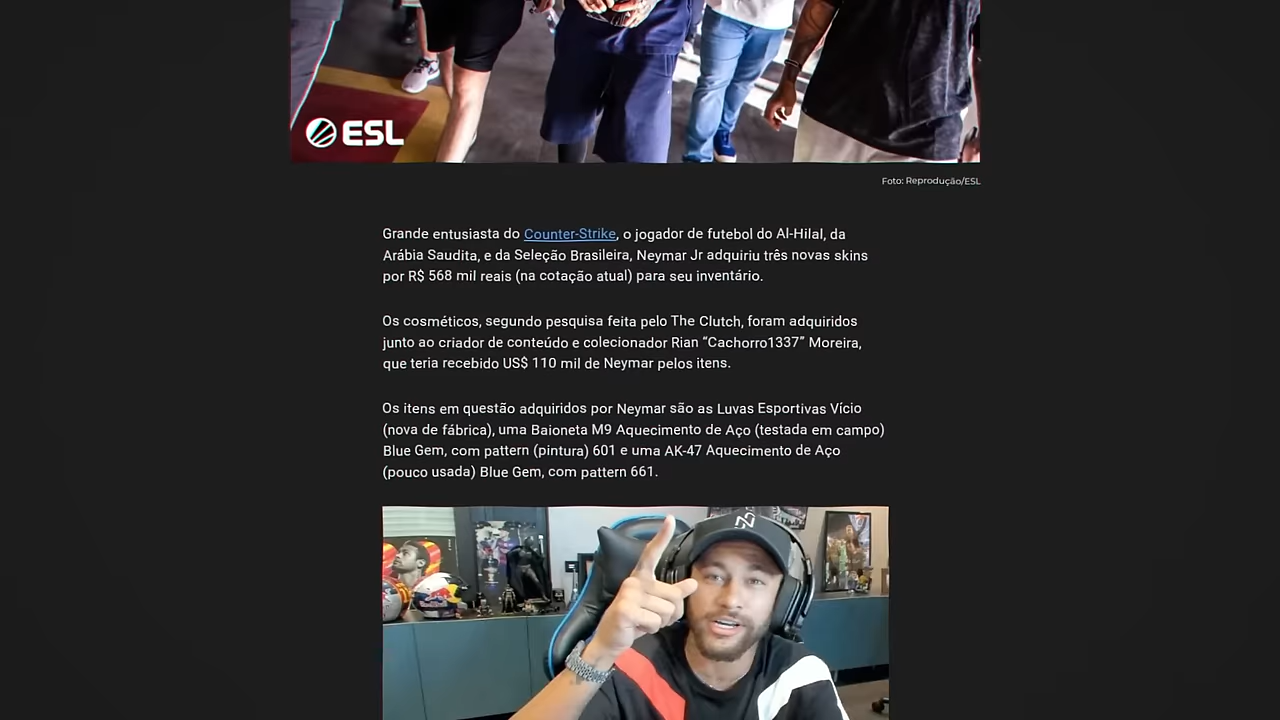 ESL
Foto: Reprodução/ESL
Grande entusiasta do Counter-Strike, o jogador de futebol do Al-Hilal, da
Arábia Saudita, e da Seleção Brasileira, Neymar Jr adquiriu três novas skins
por R$ 568 mil reais (na cotação atual) para seu inventário.
Os cosméticos, segundo pesquisa feita pelo The Clutch, foram adquiridos
junto ao criador de conteúdo e colecionador Rian “Cachorro1337” Moreira,
que teria recebido US$ 110 mil de Neymar pelos itens.
Os itens em questão adquiridos por Neymar são as Luvas Esportivas Vício
(nova de fábrica), uma Baioneta M9 Aquecimento de Aço (testada em campo)
Blue Gem, com pattern (pintura) 601 e uma AK-47 Aquecimento de Aço
(pouco usada) Blue Gem, com pattern 661.